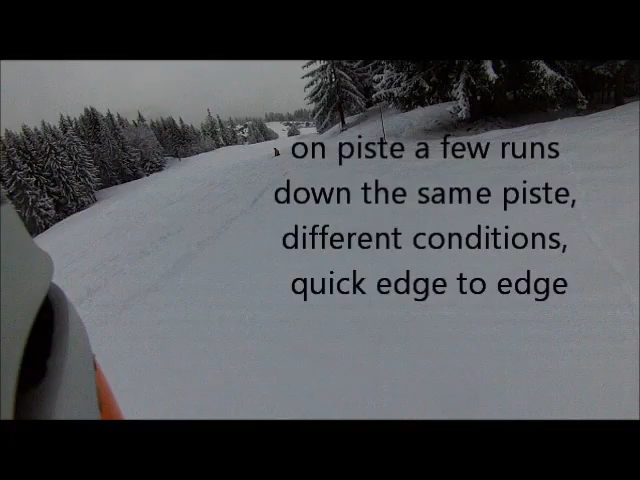 on piste a few runs
down the same piste,
different conditions,
quick edge to edge